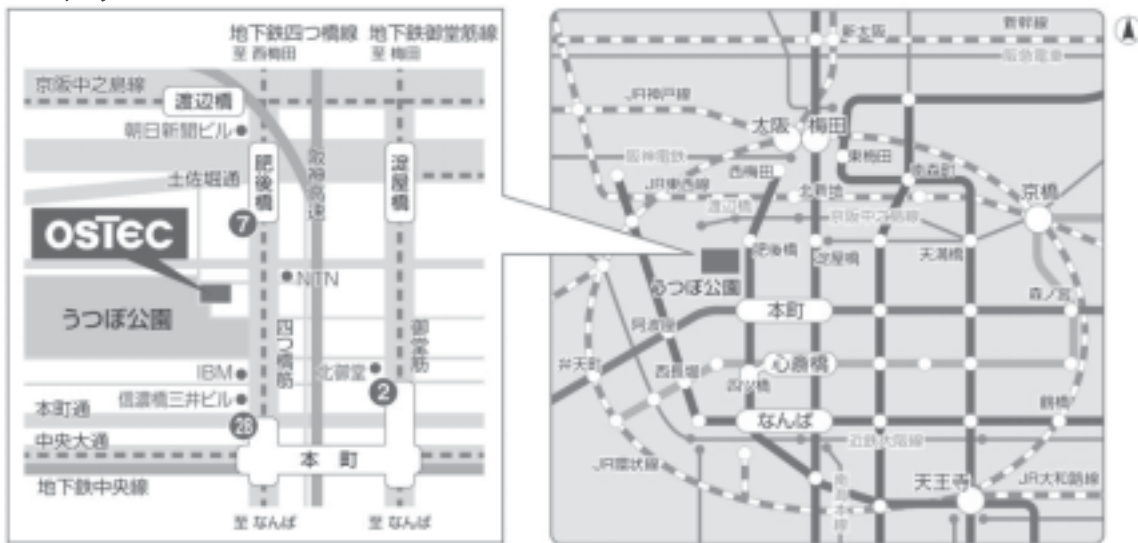 地下鉄四つ橋線 地下鉄御堂筋線
至 西梅田 至 梅田
京阪中之島線
渡辺橋
朝日新聞ビル
肥後橋
阪神高速
淀屋橋
土佐堀通
7
OSTEC
NTN
うつぼ公園
四つ橋筋
御堂筋
IBM
北御堂
2
信濃橋三井ビル
本町通
28
中央大通
本町
地下鉄中央線
至 なんば 至 なんば
新幹線
新大阪
阪急電車
JR神戸線
大阪 梅田
阪神電鉄
東梅田
西梅田
南森町
JR東西線
北新地
京橋
渡辺橋
京阪中之島線
肥後橋
淀屋橋
天満橋
うつぼ公園
森ノ宮
本町
阿波座
弁天町
心斎橋
西長堀
四ツ橋
なんば
鶴橋
近鉄大阪線
JR環状線
南海本線
天王寺
JR大和路線